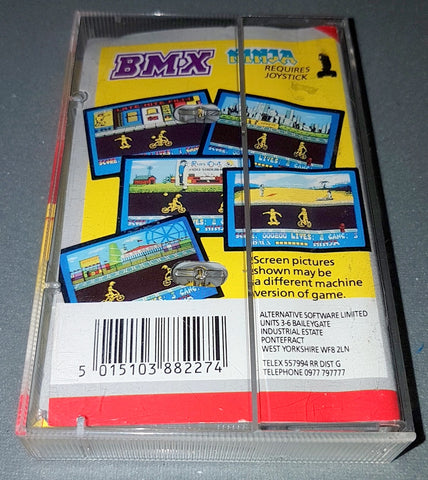 BMX NINJA
REQUIRES
JOYSTICK
Screen pictures
shown may be
a different machine
version of game.
ALTERNATIVE SOFTWARE LIMITED
UNITS 3-6 BAILEYGATE
INDUSTRIAL ESTATE
PONTEFRACT
WEST YORKSHIRE WF8 2LN
TELEX 557994 RR DIST G
TELEPHONE 0977 797777
5 015103 882274